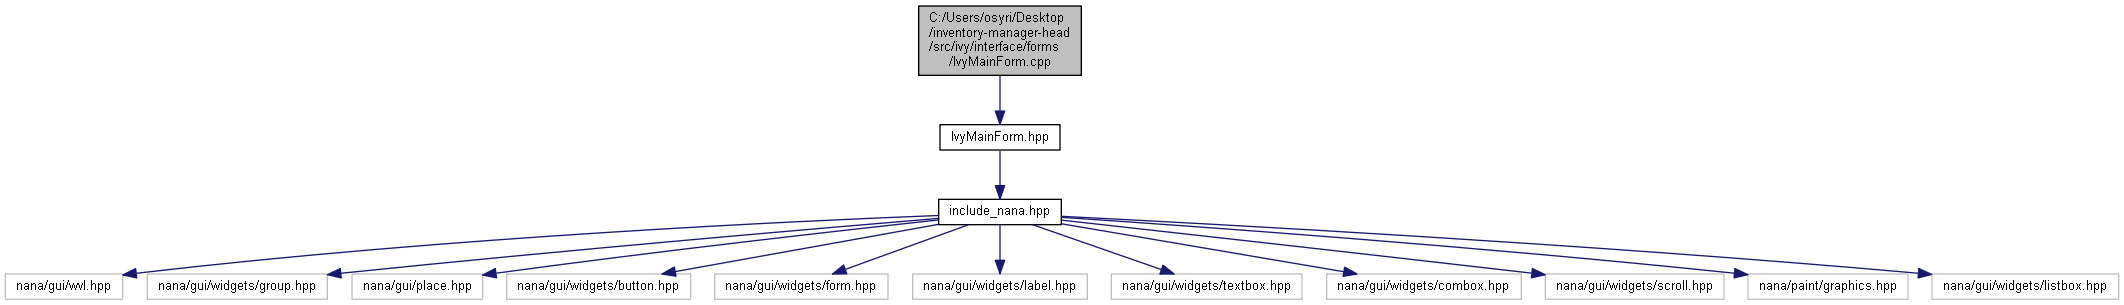 C:/Users/osyri/Desktop
/inventory-manager-head
/src/ivy/interface/forms
/IvyMainForm.cpp
IvyMainForm.hpp
include_nana.hpp
nana/gui/wvl.hpp
nana/gui/widgets/group.hpp
nana/gui/place.hpp
nana/gui/widgets/button.hpp
nana/gui/widgets/form.hpp
nana/gui/widgets/label.hpp
nana/gui/widgets/textbox.hpp
nana/gui/widgets/combox.hpp
nana/gui/widgets/scroll.hpp
nana/paint/graphics.hpp
nana/gui/widgets/listbox.hpp